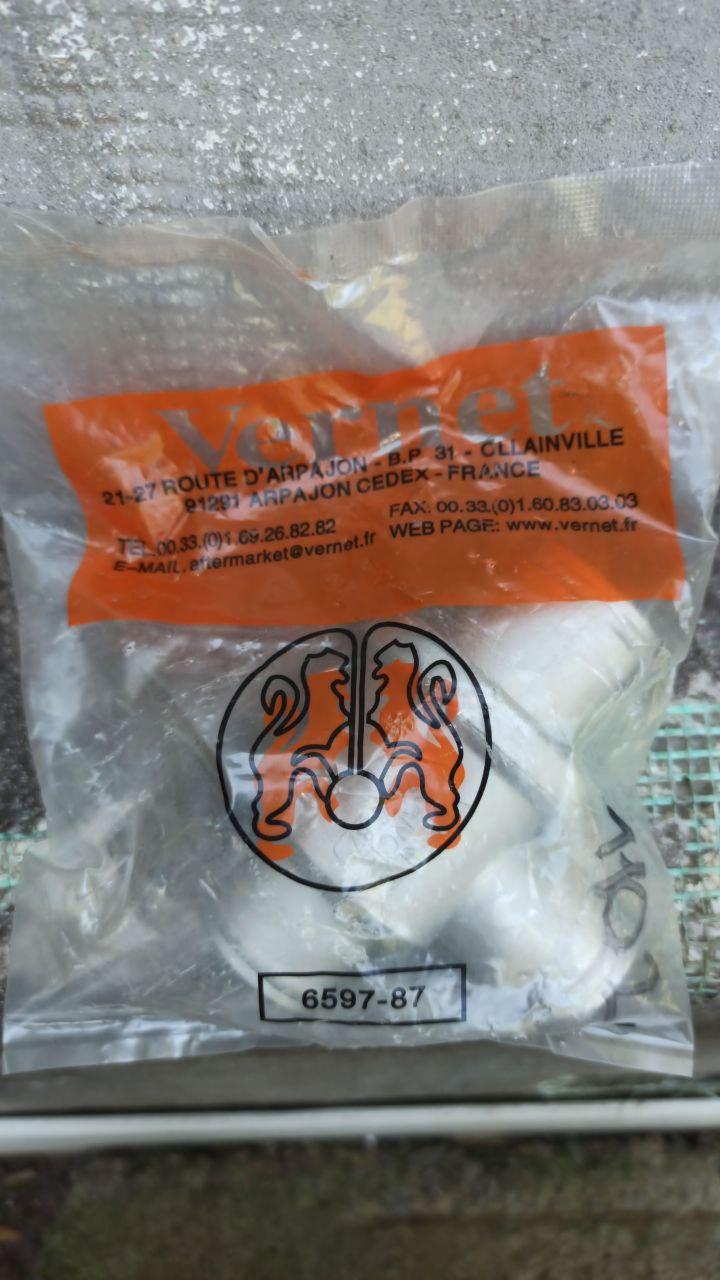 Vernet
21-27 ROUTE D'ARPAJON - B.P. 31 - OLLAINVILLE
91291 ARPAJON CEDEX - FRANCE
TEL.00.33.(0)1.69.26.82.82
FAX. 00.33.(0)1.60.83.03.03
E-MAIL. aftermarket@vernet.fr
WEB PAGE: www.vernet.fr
6597-87